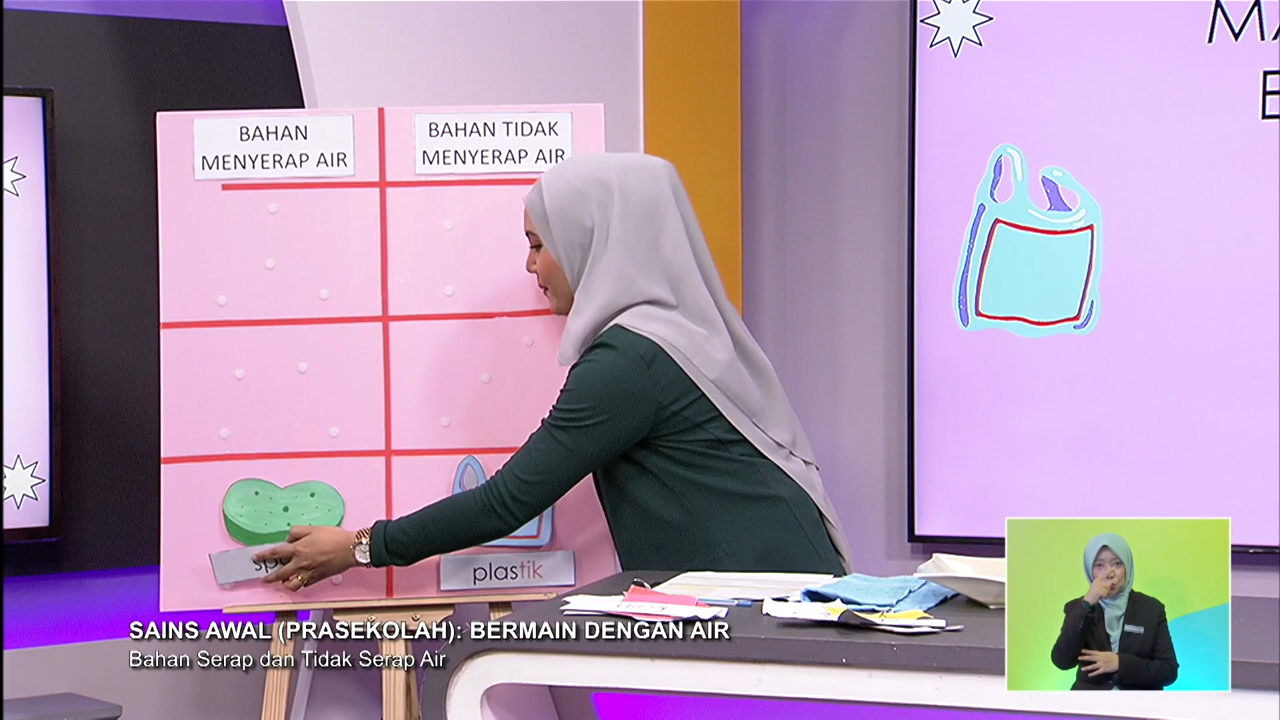 BAHAN
MENYERAP AIR
BAHAN TIDAK
MENYERAP AIR
plastik
SAINS AWAL (PRASEKOLAH): BERMAIN DENGAN AIR
Bahan Serap dan Tidak Serap Air